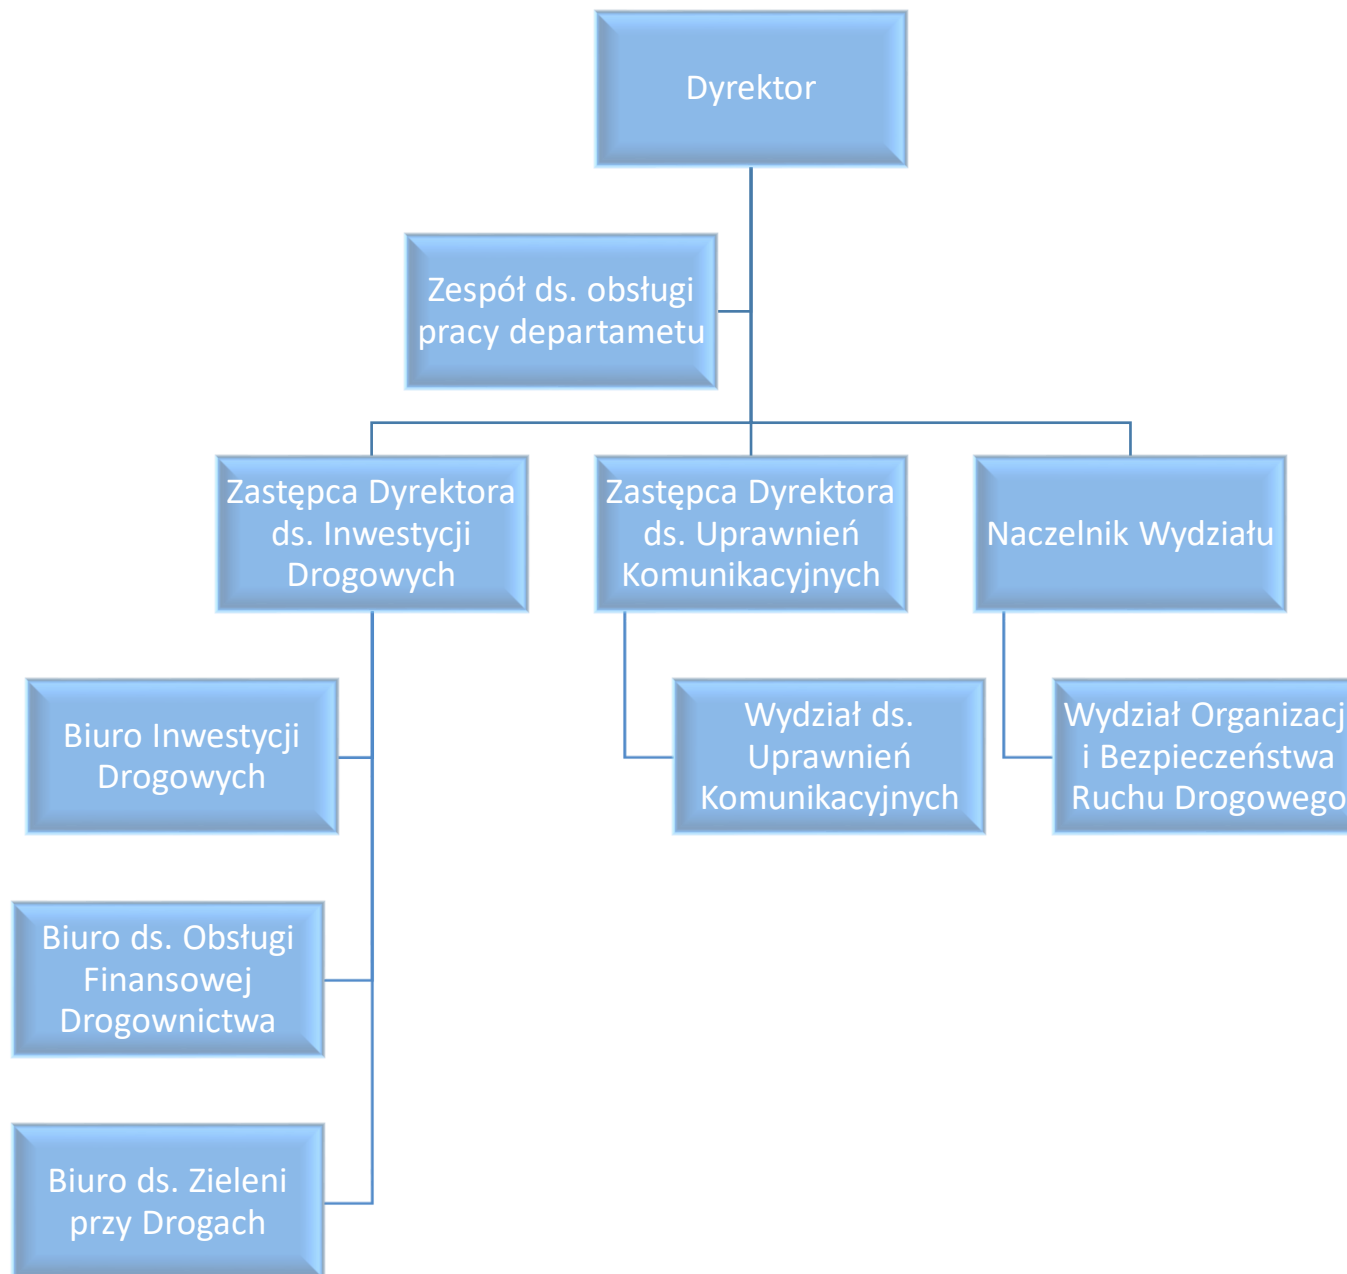 Dyrektor
Zespół ds. obsługi
pracy departametu
Zastępca Dyrektora
ds. Inwestycji
Drogowych
Zastępca Dyrektora
ds. Uprawnień
Komunikacyjnych
Naczelnik Wydziału
Biuro Inwestycji
Drogowych
Wydział ds.
Uprawnień
Komunikacyjnych
Wydział Organizacji
i Bezpieczeństwa
Ruchu Drogowego
Biuro ds. Obsługi
Finansowej
Drogownictwa
Biuro ds. Zieleni
przy Drogach